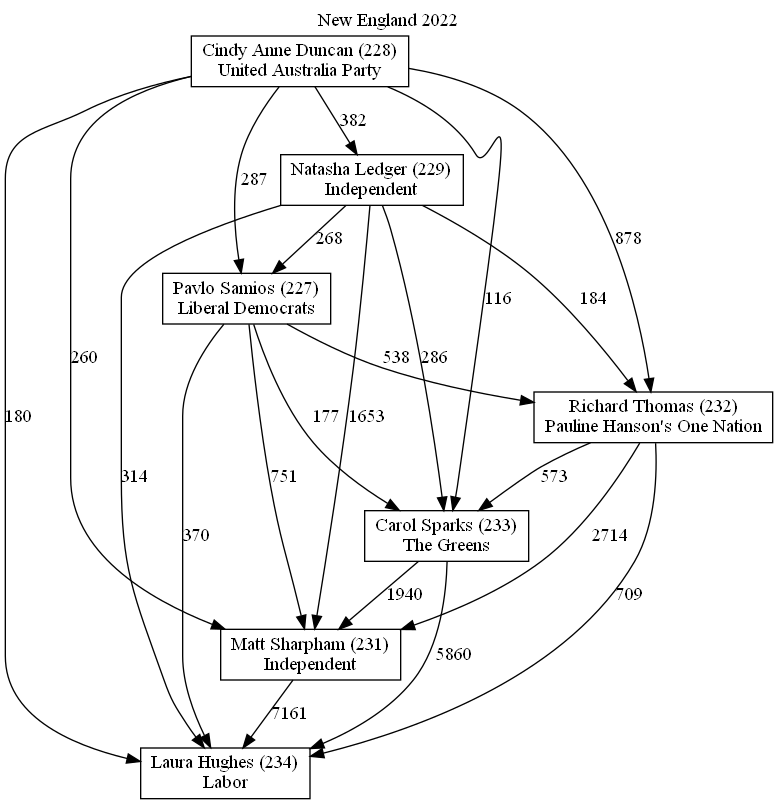 New England 2022
Cindy Anne Duncan (228)
United Australia Party
382
Natasha Ledger (229)
Independent
287
268
878
Pavlo Samios (227)
Liberal Democrats
116
184
260
538
286
Richard Thomas (232)
Pauline Hanson's One Nation
180
177
1653
314
751
573
Carol Sparks (233)
The Greens
370
2714
1940
709
Matt Sharpham (231)
Independent
5860
7161
Laura Hughes (234)
Labor